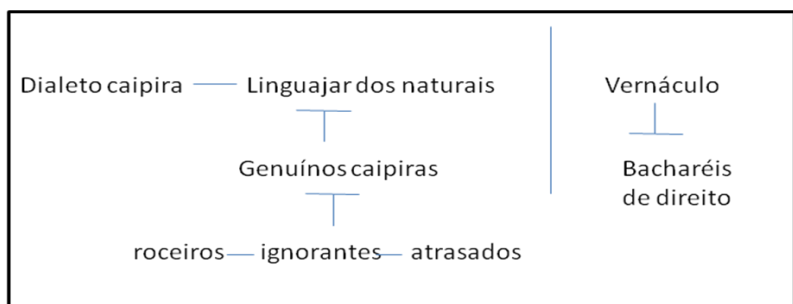 Dialeto caipira Linguajar dos naturais Vernáculo
Genuínos caipiras Bacharéis
de direito
roceiros ignorantes atrasados